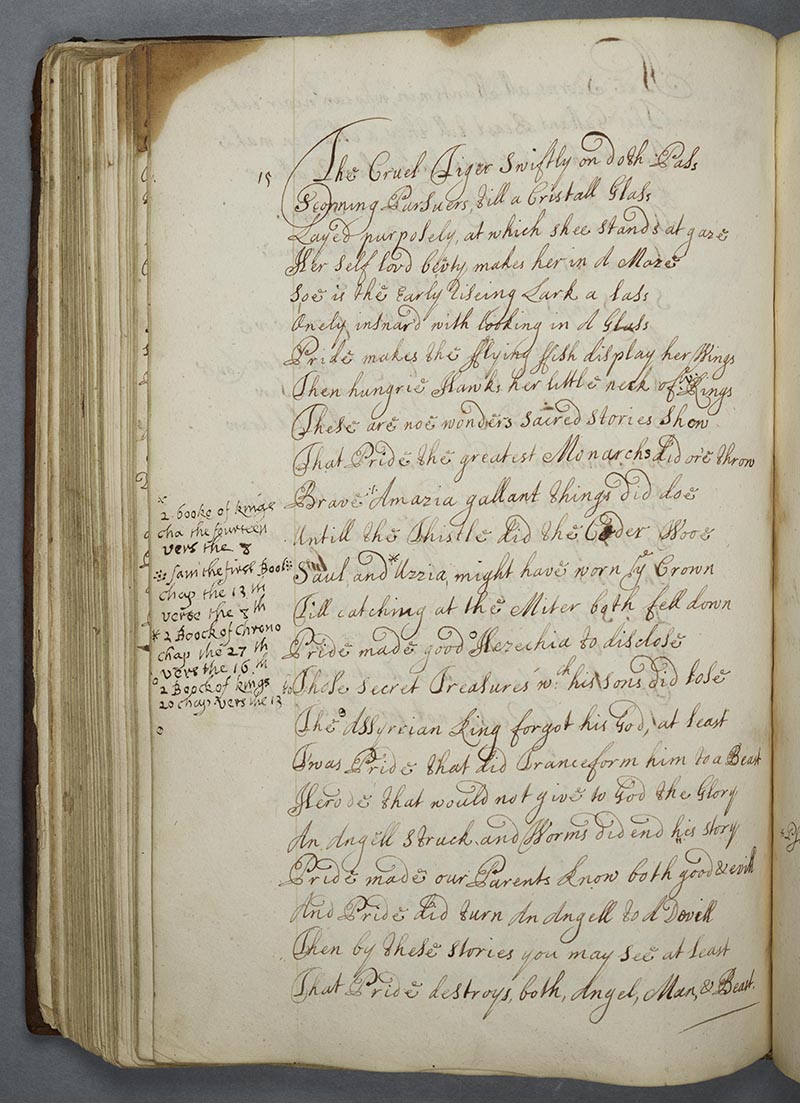 15
The Cruel Tiger Swiftly on doth Pass
Scorning Parsuers, till a Cristall Glass
Layed purposely, at which shee stands at gaze
Her self lovd bevty, makes her in A Maze
Soe is the Early Riseing Lark a lass
Onely insnard with looking in A Glass
Pride makes the fflying ffish display her Wings
Then hungrie Hawks her little neck of Rings
These are noe wonders Sacred Stories Show
That Pride the greatest Monarchs did ore throw
Brave Amazia gallant things did doe
Untill the Thistle did the Ceder Wooe
Saul, and * Uzzia, might have worn ye Crown
Till catching at the Miter both fell down
Pride made good Hezechia to disclose
Those Secret Treasures wch his sons did lose
The Assyrcian King forgot his God, at least
T'was Pride that did Tranceform him to a Beast
Herode that would not give to God the Glory
An Angell Struck, and Worms did end his story
Pride made our Parents Know both good & evill
And Pride did turn An Angell to A Devill
Then by these Stories you may See at least
That Pride destroys, both, Angel, Man, & Beast.
*
2 booke of kings
cha the fourteen
vers the 8
Sam the first Book
chap the 13 th
verse the 8 th
* 2 Boock of Chrono
chap the 27 th
vers the 16 th
2 Boock of kings
20 chap vers the 13